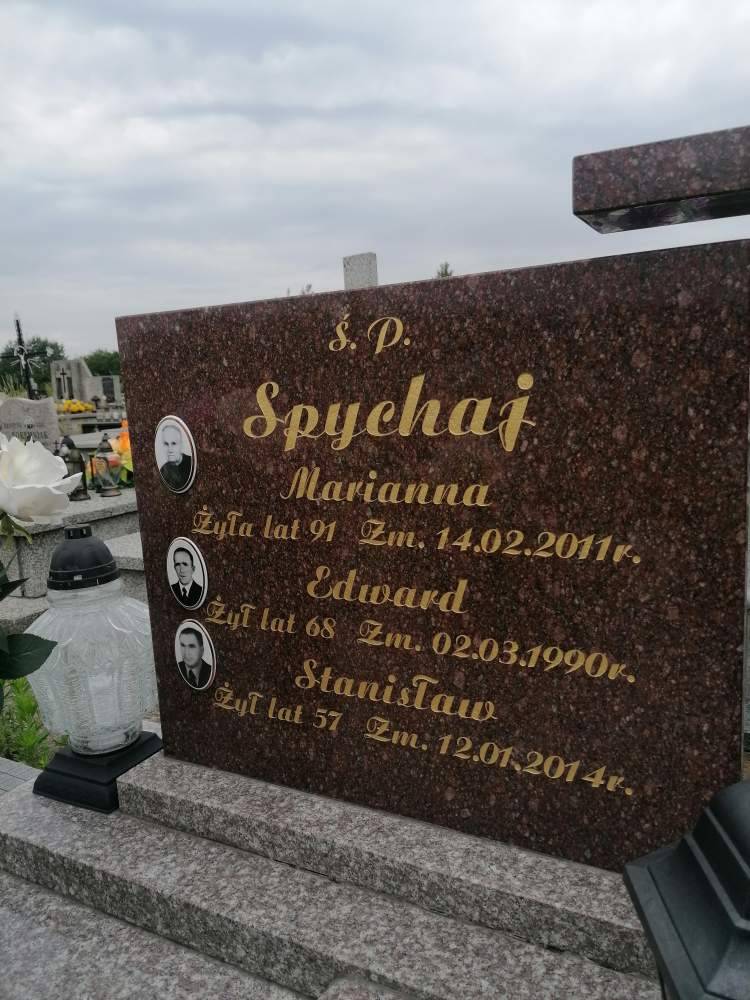 Ś. P.
Spychaj
Marianna
Żyła lat 91 Zm. 14.02.2011r.
Edward
Żył lat 68 Zm. 02.03.1990r.
Stanisław
Żył lat 57 Zm. 12.01.2014r.